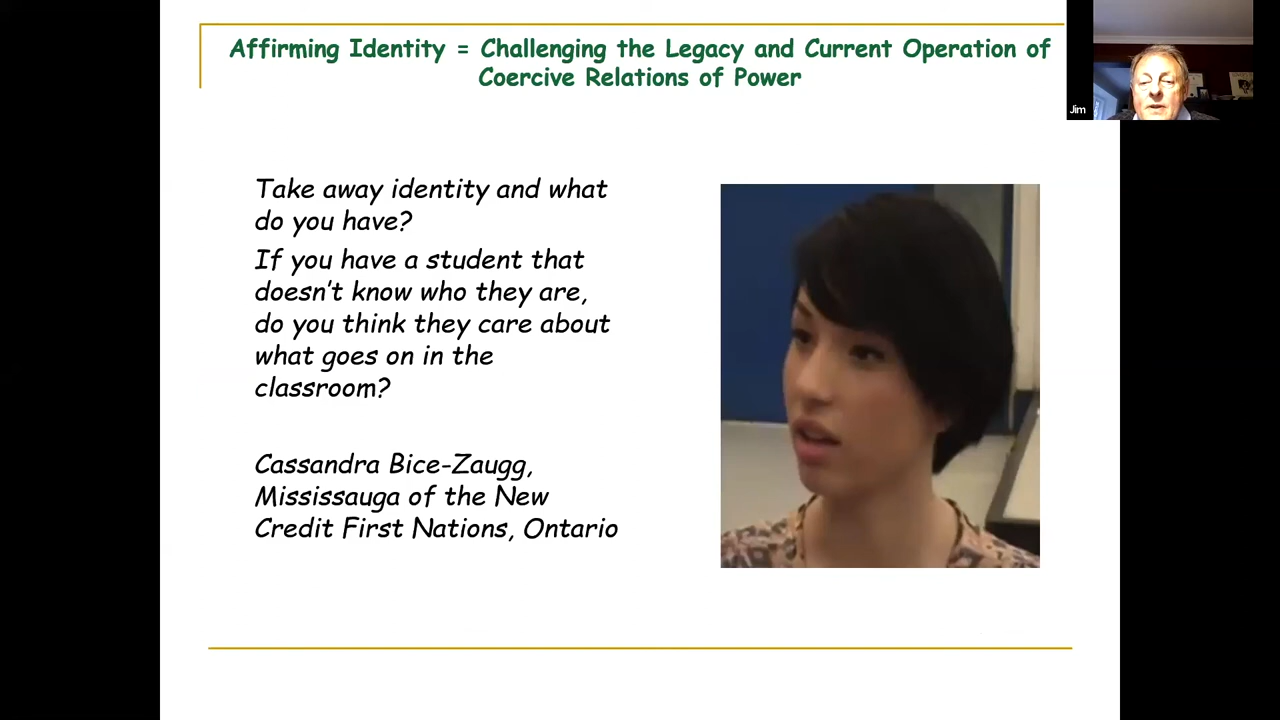 Affirming Identity = Challenging the Legacy and Current Operation of
Coercive Relations of Power
Jim
Take away identity and what
do you have?
If you have a student that
doesn't know who they are,
do you think they care about
what goes on in the
classroom?
Cassandra Bice-Zaugg,
Mississauga of the New
Credit First Nations, Ontario